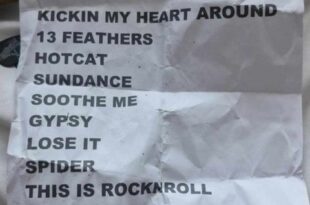 KICKIN MY HEART AROUND
13 FEATHERS
HOTCAT
SUNDANCE
SOOTHE ME
GYPSY
LOSE IT
SPIDER
THIS IS ROCKNROLL